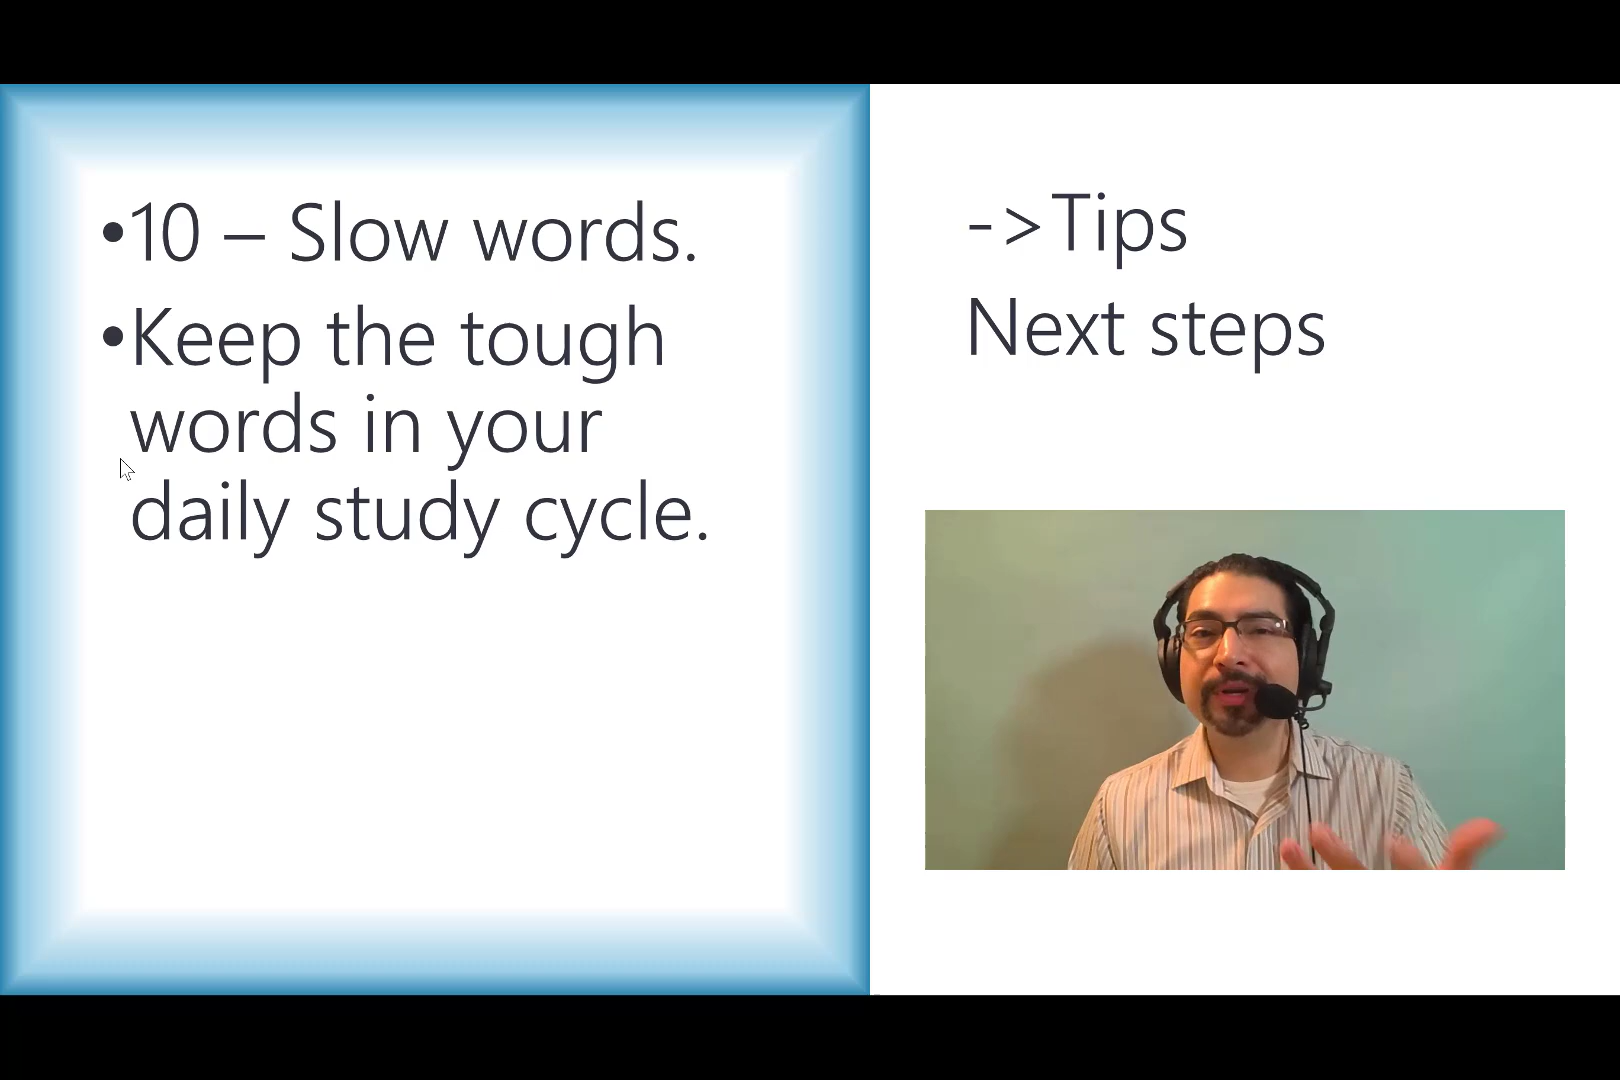 •10 – Slow words.
•Keep the tough
words in your
daily study cycle.
->Tips
Next steps